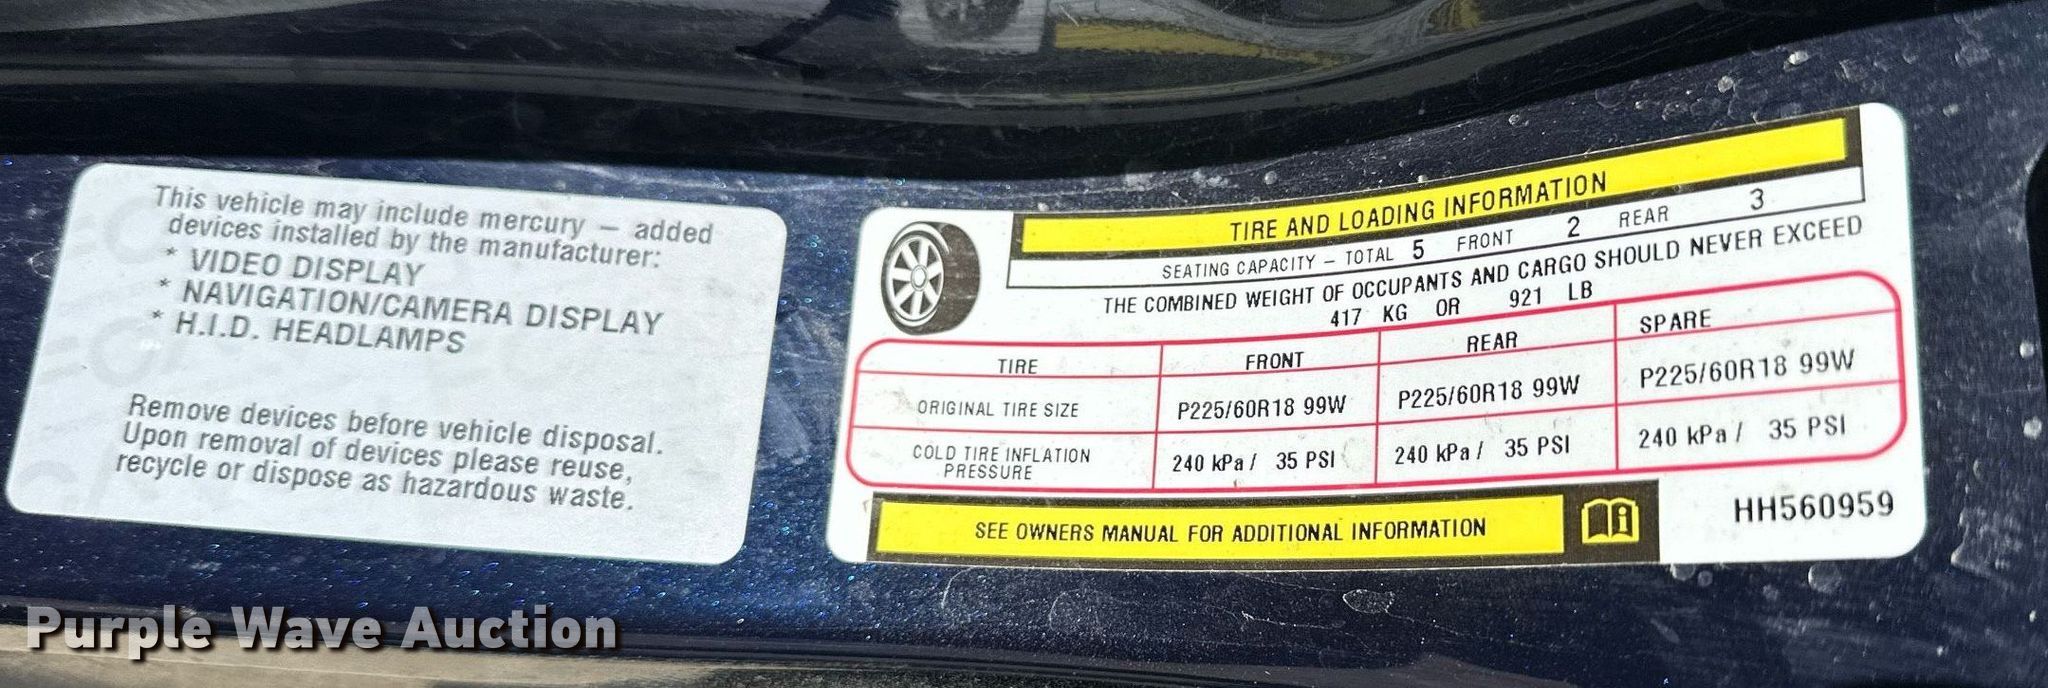 This vehicle may include mercury – added
devices installed by the manufacturer:
* VIDEO DISPLAY
* NAVIGATION/CAMERA DISPLAY
* H.I.D. HEADLAMPS
Remove devices before vehicle disposal.
Upon removal of devices please reuse,
recycle or dispose as hazardous waste.
TIRE AND LOADING INFORMATION
SEATING CAPACITY – TOTAL 5 FRONT 2 REAR 3
THE COMBINED WEIGHT OF OCCUPANTS AND CARGO SHOULD NEVER EXCEED
417 KG OR 921 LB
TIRE FRONT REAR SPARE
ORIGINAL TIRE SIZE P225/60R18 99W P225/60R18 99W P225/60R18 99W
COLD TIRE INFLATION
PRESSURE 240 kPa / 35 PSI 240 kPa / 35 PSI 240 kPa / 35 PSI
SEE OWNERS MANUAL FOR ADDITIONAL INFORMATION
HH560959
Purple Wave Auction